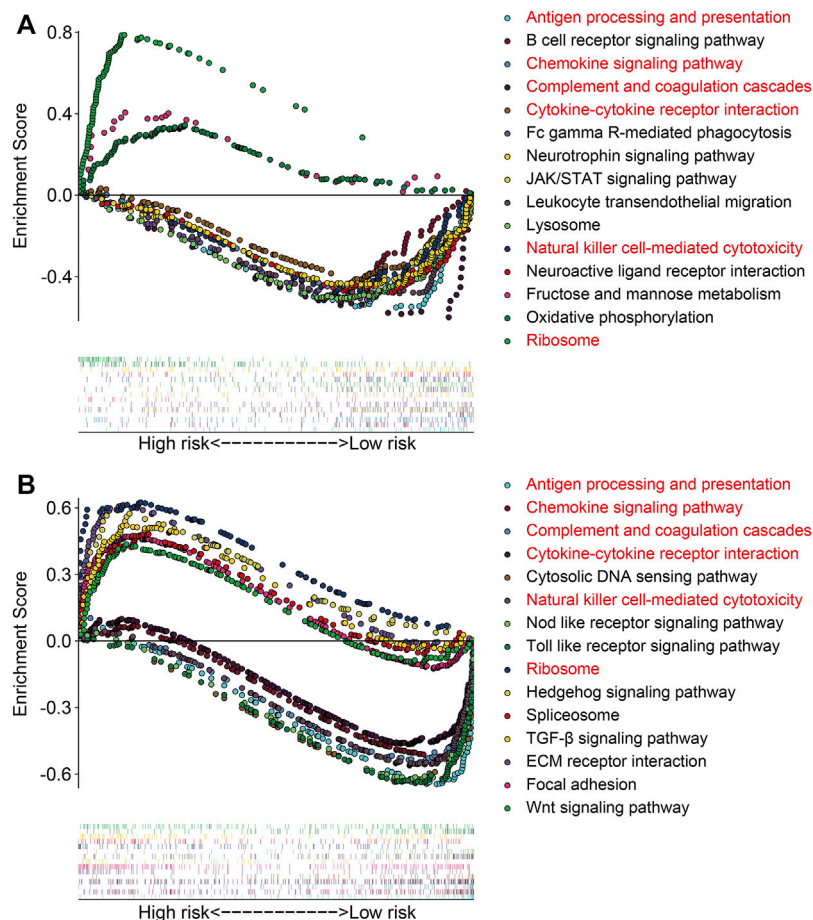 A
0.8
0.4
0.0
-0.4
Enrichment Score
High risk<------------>Low risk
Antigen processing and presentation
B cell receptor signaling pathway
Chemokine signaling pathway
Complement and coagulation cascades
Cytokine-cytokine receptor interaction
Fc gamma R-mediated phagocytosis
Neurotrophin signaling pathway
JAK/STAT signaling pathway
Leukocyte transendothelial migration
Lysosome
Natural killer cell-mediated cytotoxicity
Neuroactive ligand receptor interaction
Fructose and mannose metabolism
Oxidative phosphorylation
Ribosome
B
0.6
0.3
0.0
-0.3
-0.6
Enrichment Score
High risk<------------>Low risk
Antigen processing and presentation
Chemokine signaling pathway
Complement and coagulation cascades
Cytokine-cytokine receptor interaction
Cytosolic DNA sensing pathway
Natural killer cell-mediated cytotoxicity
Nod like receptor signaling pathway
Toll like receptor signaling pathway
Ribosome
Hedgehog signaling pathway
Spliceosome
TGF-β signaling pathway
ECM receptor interaction
Focal adhesion
Wnt signaling pathway